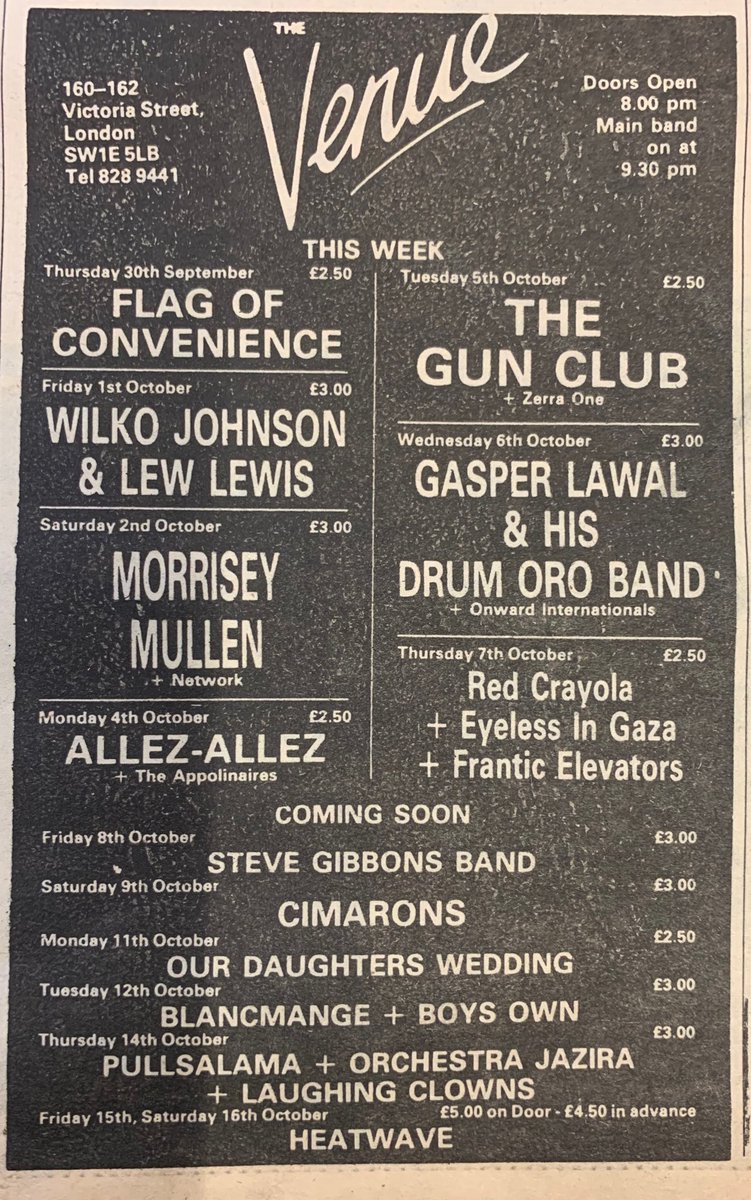 THE
Venue
160–162
Victoria Street,
London
SW1E 5LB
Tel 828 9441
Doors Open
8.00 pm
Main band
on at
9.30 pm
THIS WEEK
Thursday 30th September £2.50
FLAG OF
CONVENIENCE
Friday 1st October £3.00
WILKO JOHNSON
& LEW LEWIS
Saturday 2nd October £3.00
MORRISEY
MULLEN
+ Network
Monday 4th October £2.50
ALLEZ-ALLEZ
+ The Appolinaires
Tuesday 5th October £2.50
THE
GUN CLUB
+ Zerra One
Wednesday 6th October £3.00
GASPER LAWAL
& HIS
DRUM ORO BAND
+ Onward Internationals
Thursday 7th October £2.50
Red Crayola
+ Eyeless In Gaza
+ Frantic Elevators
COMING SOON
Friday 8th October £3.00
STEVE GIBBONS BAND
Saturday 9th October £3.00
CIMARONS
Monday 11th October £2.50
OUR DAUGHTERS WEDDING
Tuesday 12th October £3.00
BLANCMANGE + BOYS OWN
Thursday 14th October £3.00
PULLSALAMA + ORCHESTRA JAZIRA
+ LAUGHING CLOWNS
Friday 15th, Saturday 16th October £5.00 on Door - £4.50 in advance
HEATWAVE